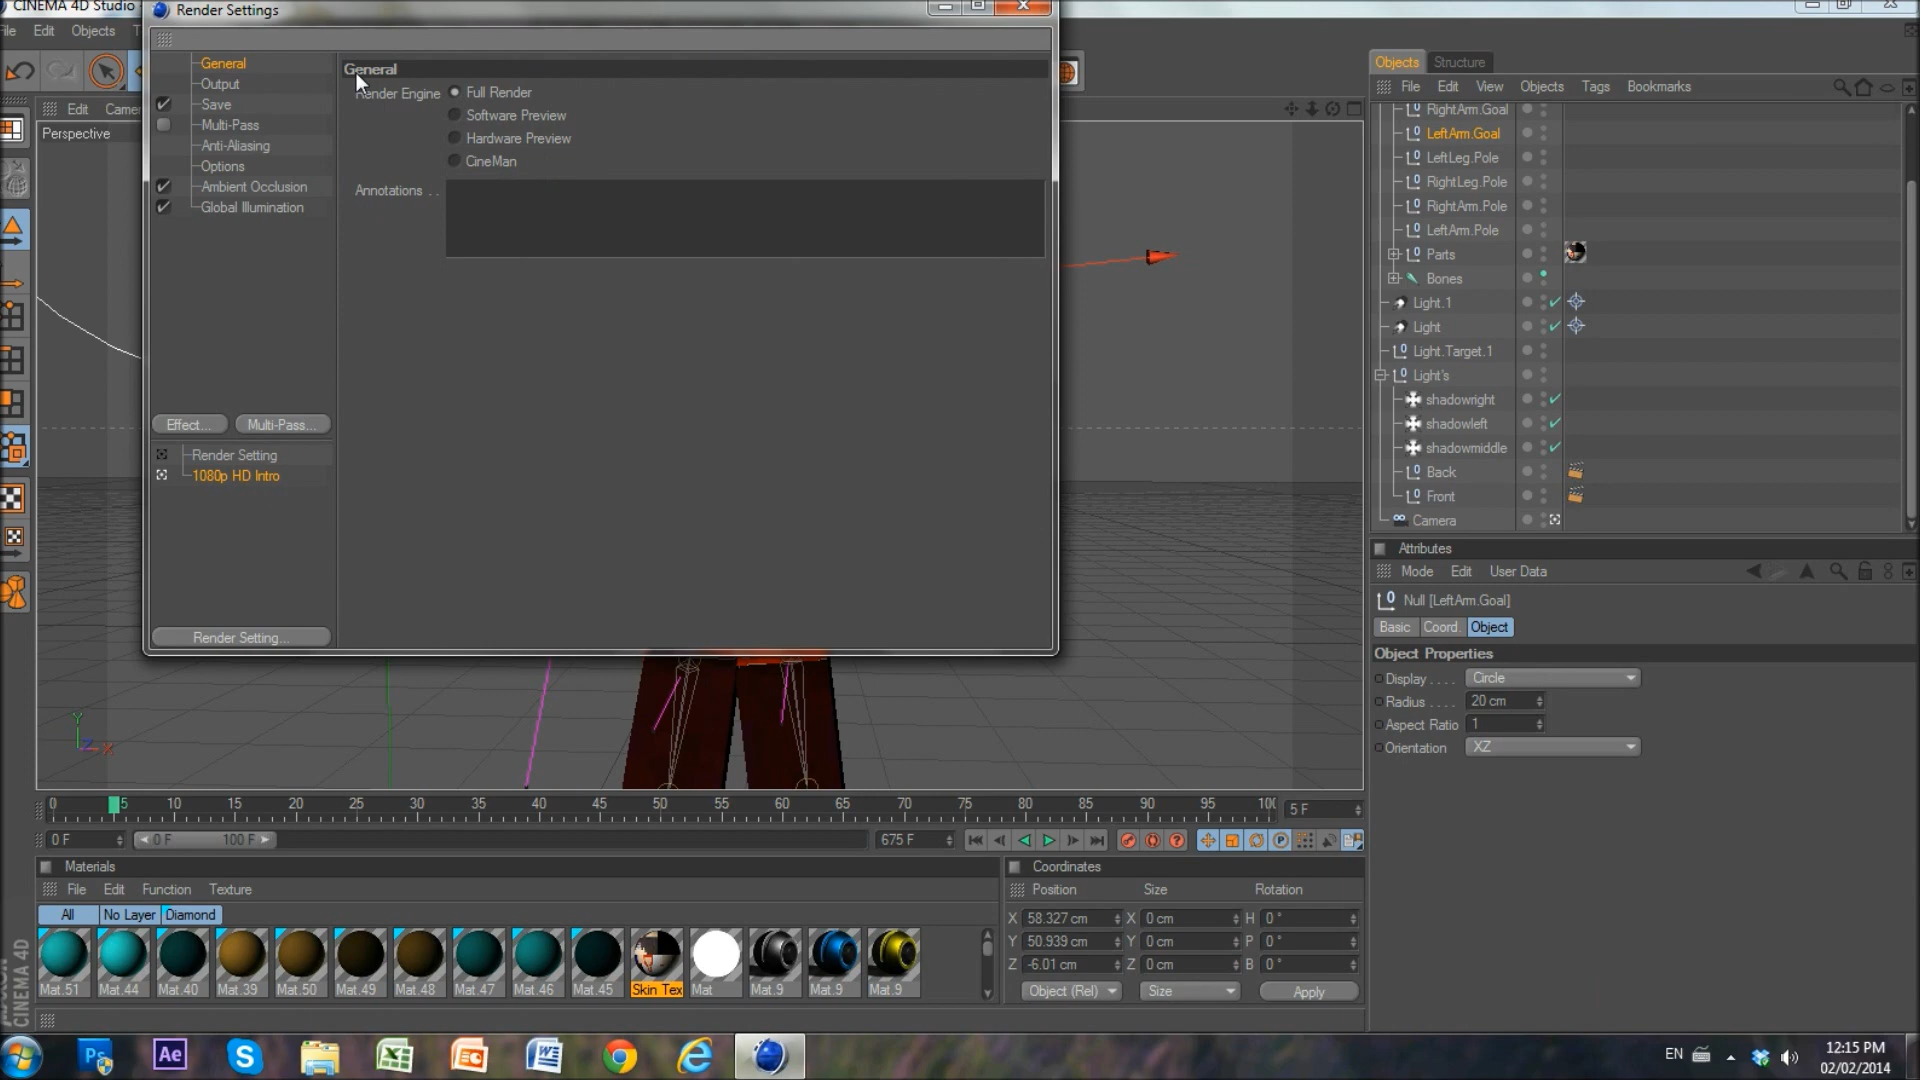 CINEMA 4D Studio
Render Settings
File Edit Objects T
General
Output
Save
Multi-Pass
Anti-Aliasing
Options
Ambient Occlusion
Global Illumination
Effect... Multi-Pass...
Render Setting
1080p HD Intro
Render Setting...
General
Render Engine Full Render
Software Preview
Hardware Preview
CineMan
Annotations . .
Edit Camer
Perspective
Y
Z X
Objects Structure
File Edit View Objects Tags Bookmarks
RightArm.Goal
LeftArm.Goal
LeftLeg.Pole
RightLeg.Pole
RightArm.Pole
LeftArm.Pole
Parts
Bones
Light.1
Light
Light.Target.1
Light's
shadowright
shadowleft
shadowmiddle
Back
Front
Camera
Attributes
Mode Edit User Data
Null [LeftArm.Goal]
Basic Coord. Object
Object Properties
Display . . . . Circle
Radius . . . . 20 cm
Aspect Ratio 1
Orientation XZ
0 5 10 15 20 25 30 35 40 45 50 55 60 65 70 75 80 85 90 95 100 5 F
0 F 0 F 100 F 675 F
Materials
File Edit Function Texture
All No Layer Diamond
Mat.51 Mat.44 Mat.40 Mat.39 Mat.50 Mat.49 Mat.48 Mat.47 Mat.46 Mat.45 Skin Tex Mat Mat.9 Mat.9 Mat.9
Coordinates
Position Size Rotation
X 58.327 cm X 0 cm H 0 °
Y 50.939 cm Y 0 cm P 0 °
Z -6.01 cm Z 0 cm B 0 °
Object (Rel) Size Apply
CINEMA 4D
Ps Ae S
EN
12:15 PM
02/02/2014